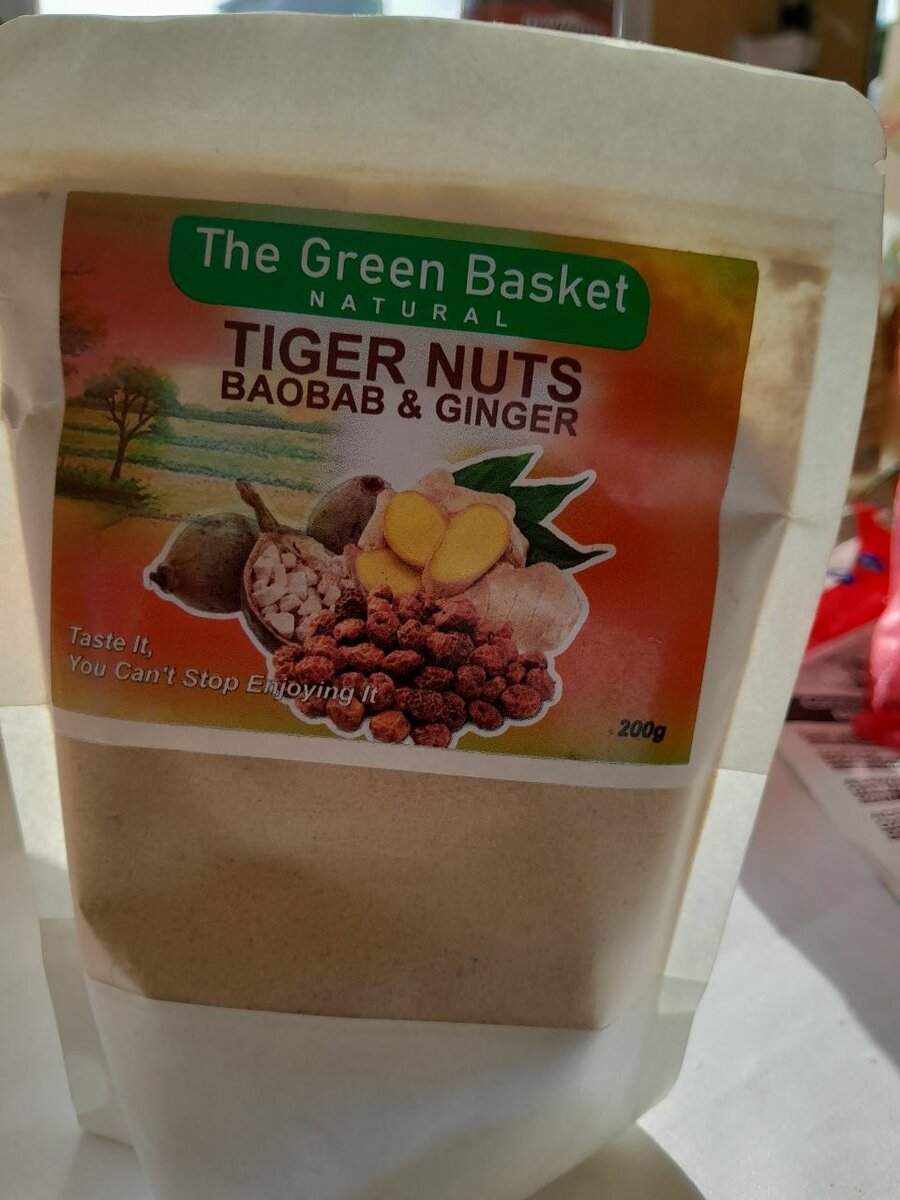 The Green Basket
NATURAL
TIGER NUTS
BAOBAB & GINGER
Taste It,
You Can't Stop Enjoying It
200g